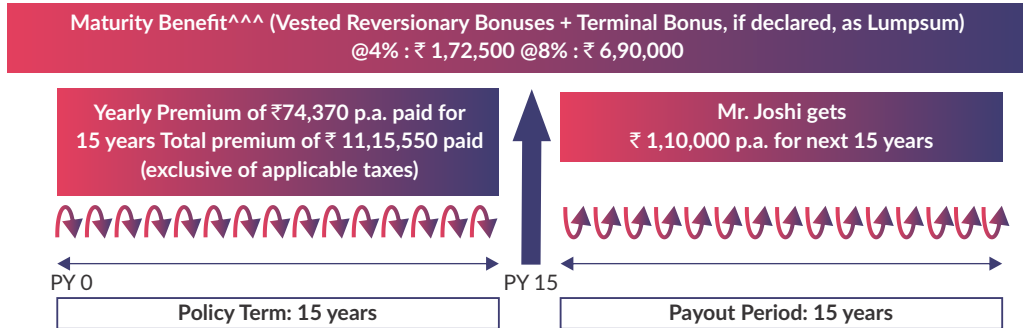 Maturity Benefit^^^ (Vested Reversionary Bonuses + Terminal Bonus, if declared, as Lumpsum)
@4% : ₹ 1,72,500 @8% : ₹ 6,90,000
Yearly Premium of ₹74,370 p.a. paid for
15 years Total premium of ₹ 11,15,550 paid
(exclusive of applicable taxes)
Mr. Joshi gets
₹ 1,10,000 p.a. for next 15 years
PY 0
PY 15
Policy Term: 15 years
Payout Period: 15 years